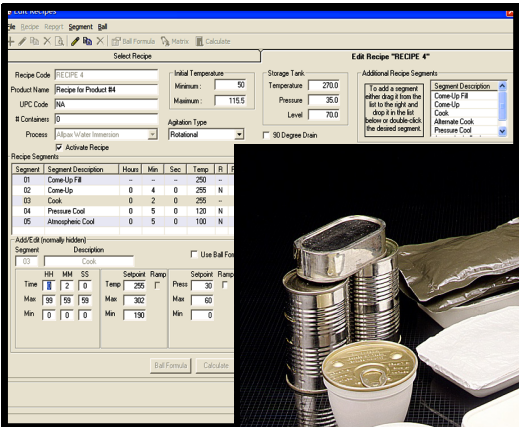 Edit Recipes
File Recipe Report Segment Ball
Ball Formula Matrix Calculate
Select Recipe Edit Recipe "RECIPE 4"
Recipe Code RECIPE 4
Product Name Recipe for Product #4
UPC Code NA
# Containers 0
Process Allpax Water Immersion
Activate Recipe
Initial Temperature
Minimum : 50
Maximum : 115.5
Agitation Type
Rotational
Storage Tank
Temperature 270.0
Pressure 35.0
Level 70.0
90 Degree Drain
Additional Recipe Segments
To add a segment
either drag it from the
list to the right and
drop it in the list
below or double-click
the desired segment.
Segment Description
Come-Up Fill
Come-Up
Cook
Alternate Cook
Pressure Cool
Recipe Segments
Segment Segment Description Hours Min Sec Temp R
01 Come-Up Fill -- -- -- 250 --
02 Come-Up 0 4 0 255 N
03 Cook 0 2 0 255 --
04 Pressure Cool 0 5 0 120 N
05 Atmospheric Cool 0 5 0 100 N
Add/Edit (normally hidden)
Segment Description
03 Cook
Use Ball For
HH MM SS Setpoint Ramp Setpoint Ramp
Time 0 2 0 Temp 255 Press 30
Max 99 59 59 Max 302 Max 60
Min 0 0 0 Min 190 Min 0
Ball Formula Calculate